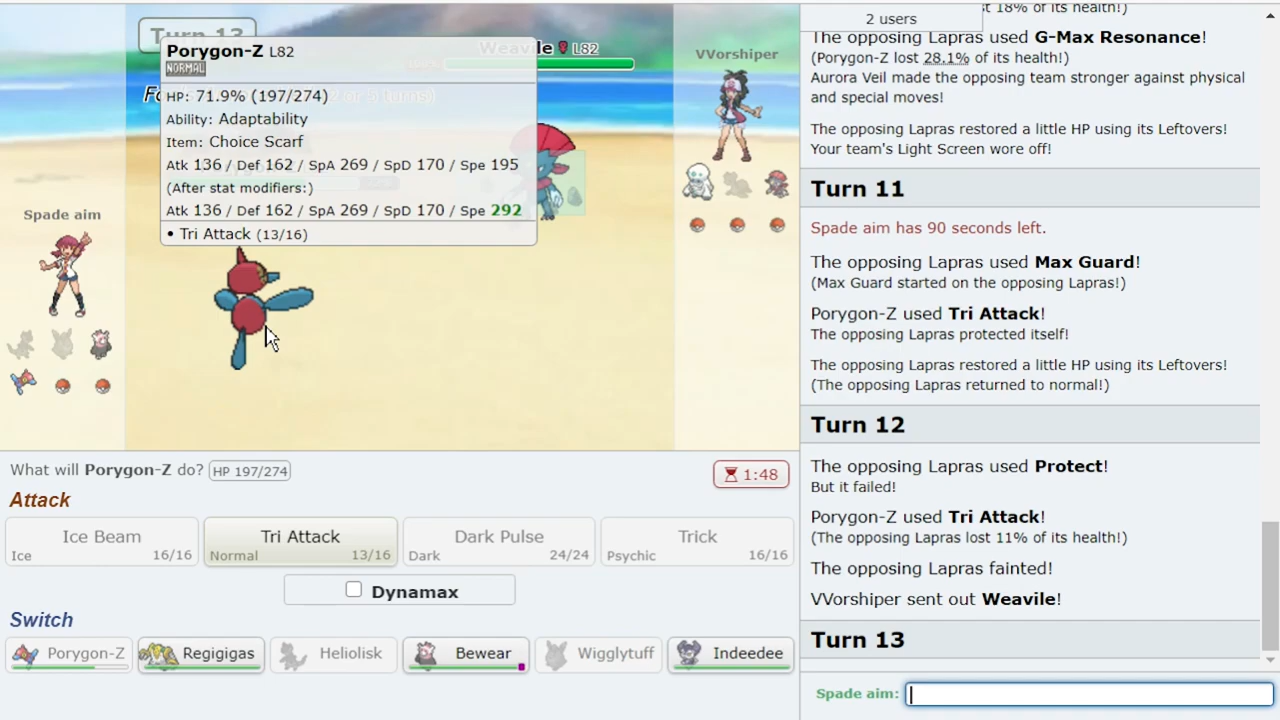 Turn 13
Porygon-Z L82
NORMAL
HP: 71.9% (197/274)
Ability: Adaptability
Item: Choice Scarf
Atk 136 / Def 162 / SpA 269 / SpD 170 / Spe 195
(After stat modifiers:)
Atk 136 / Def 162 / SpA 269 / SpD 170 / Spe 292
• Tri Attack (13/16)
Weavile L82
or 5 turns)
VVorshiper
Spade aim
What will Porygon-Z do? HP 197/274
1:48
Attack
Ice Beam
Ice 16/16
Tri Attack
Normal 13/16
Dark Pulse
Dark 24/24
Trick
Psychic 16/16
Dynamax
Switch
Porygon-Z
Regigigas
Heliolisk
Bewear
Wigglytuff
Indeedee
2 users
st 18% of its health!)
The opposing Lapras used G-Max Resonance!
(Porygon-Z lost 28.1% of its health!)
Aurora Veil made the opposing team stronger against physical
and special moves!
The opposing Lapras restored a little HP using its Leftovers!
Your team's Light Screen wore off!
Turn 11
Spade aim has 90 seconds left.
The opposing Lapras used Max Guard!
(Max Guard started on the opposing Lapras!)
Porygon-Z used Tri Attack!
The opposing Lapras protected itself!
The opposing Lapras restored a little HP using its Leftovers!
(The opposing Lapras returned to normal!)
Turn 12
The opposing Lapras used Protect!
But it failed!
Porygon-Z used Tri Attack!
(The opposing Lapras lost 11% of its health!)
The opposing Lapras fainted!
VVorshiper sent out Weavile!
Turn 13
Spade aim: